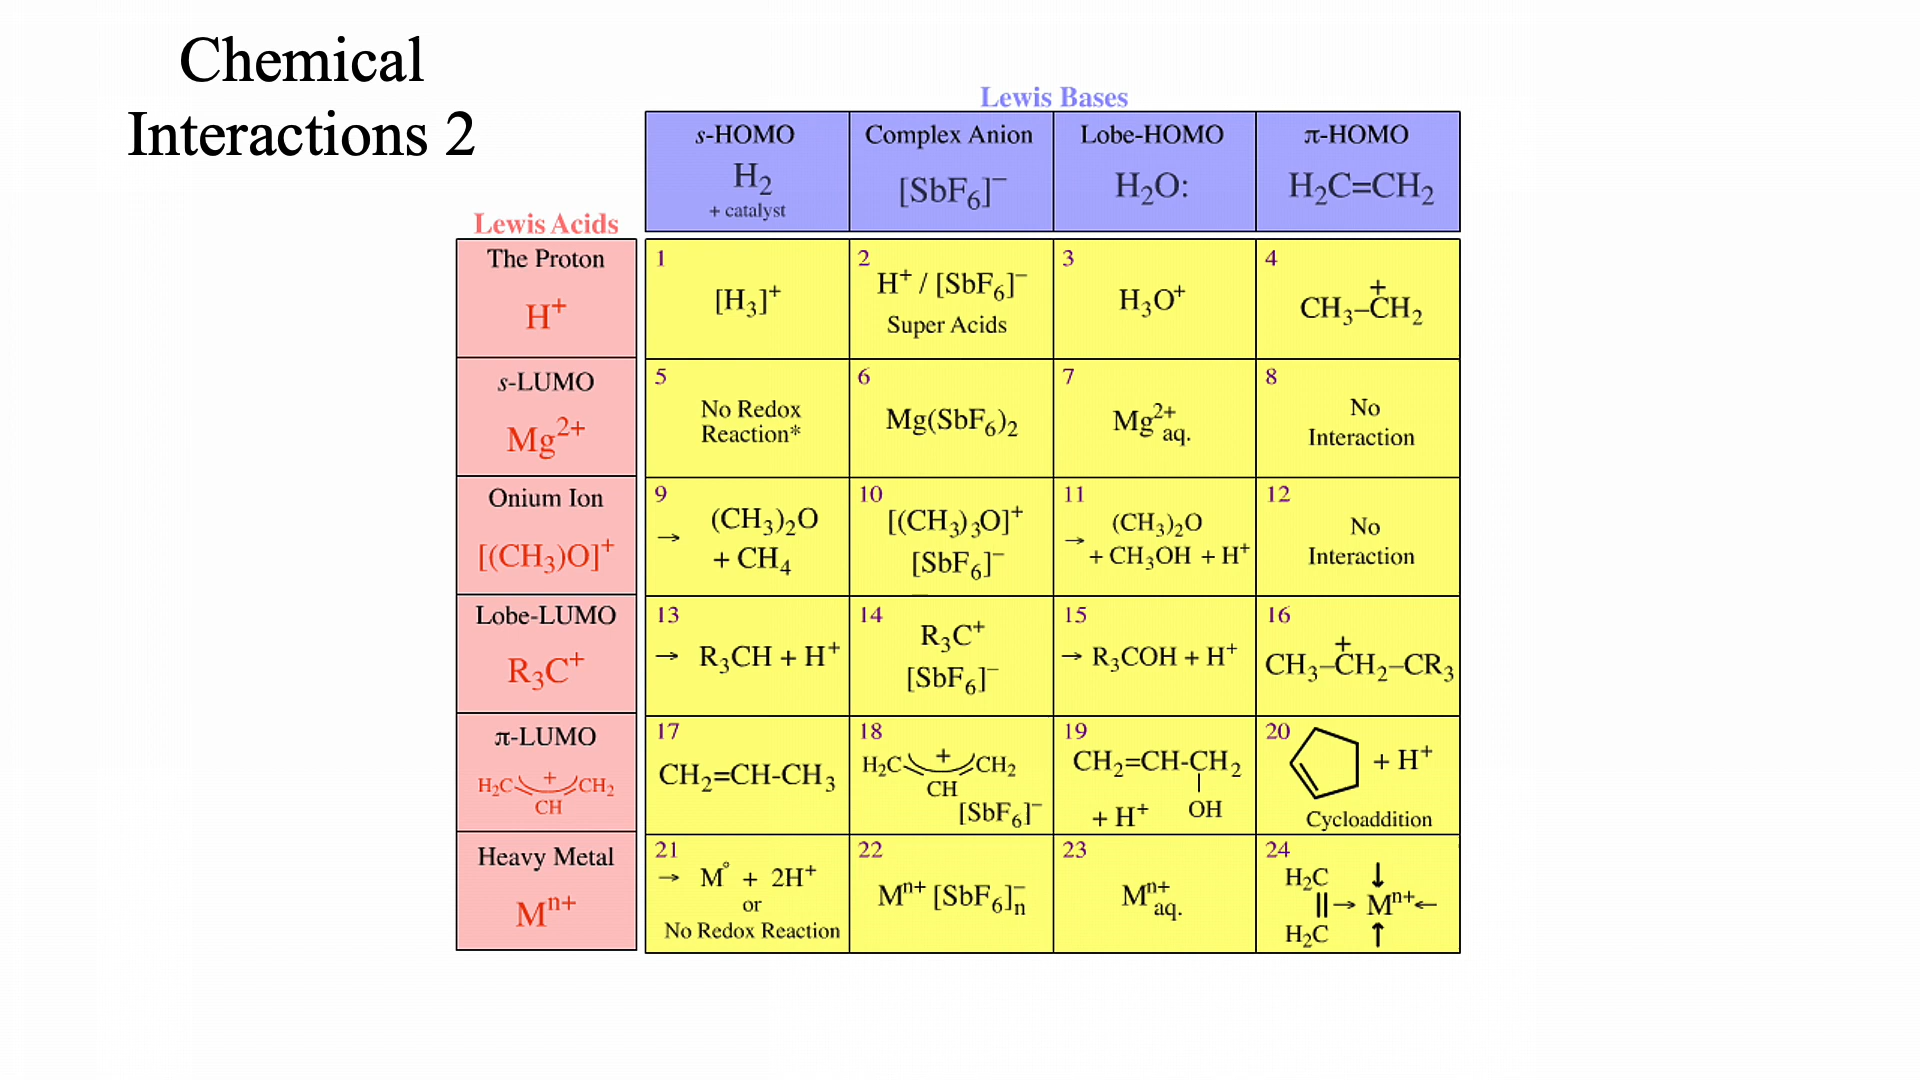 Chemical
Interactions 2
Lewis Bases
s-HOMO
H₂
+ catalyst
Complex Anion
[SbF₆]⁻
Lobe-HOMO
H₂O:
π-HOMO
H₂C=CH₂
Lewis Acids
The Proton
H⁺
1
[H₃]⁺
2
H⁺ / [SbF₆]⁻
Super Acids
3
H₃O⁺
4
+
CH₃–CH₂
s-LUMO
Mg²⁺
5
No Redox
Reaction*
6
Mg(SbF₆)₂
7
Mg²⁺
aq.
8
No
Interaction
Onium Ion
[(CH₃)O]⁺
9
(CH₃)₂O
→
+ CH₄
10
[(CH₃)₃O]⁺
[SbF₆]⁻
11
(CH₃)₂O
→
+ CH₃OH + H⁺
12
No
Interaction
Lobe-LUMO
R₃C⁺
13
→ R₃CH + H⁺
14
R₃C⁺
[SbF₆]⁻
15
→ R₃COH + H⁺
16
+
CH₃–CH₂–CR₃
π-LUMO
H₂C + CH₂
CH
17
CH₂=CH-CH₃
18
H₂C + CH₂
CH
[SbF₆]⁻
19
CH₂=CH-CH₂
+ H⁺ OH
20
+ H⁺
Cycloaddition
Heavy Metal
Mⁿ⁺
21
→ M° + 2H⁺
or
No Redox Reaction
22
Mⁿ⁺ [SbF₆]⁻ₙ
23
Mⁿ⁺
aq.
24
H₂C ↓
||→ Mⁿ⁺←
H₂C ↑